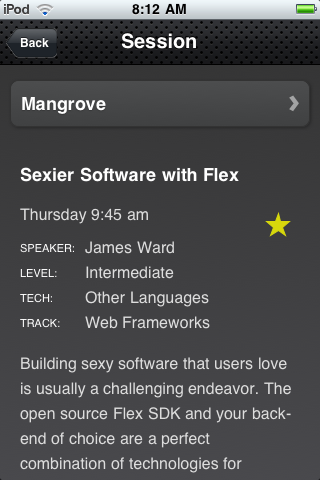 iPod 8:12 AM
Back Session
Mangrove
Sexier Software with Flex
Thursday 9:45 am
SPEAKER: James Ward
LEVEL: Intermediate
TECH: Other Languages
TRACK: Web Frameworks
Building sexy software that users love
is usually a challenging endeavor. The
open source Flex SDK and your back-
end of choice are a perfect
combination of technologies for